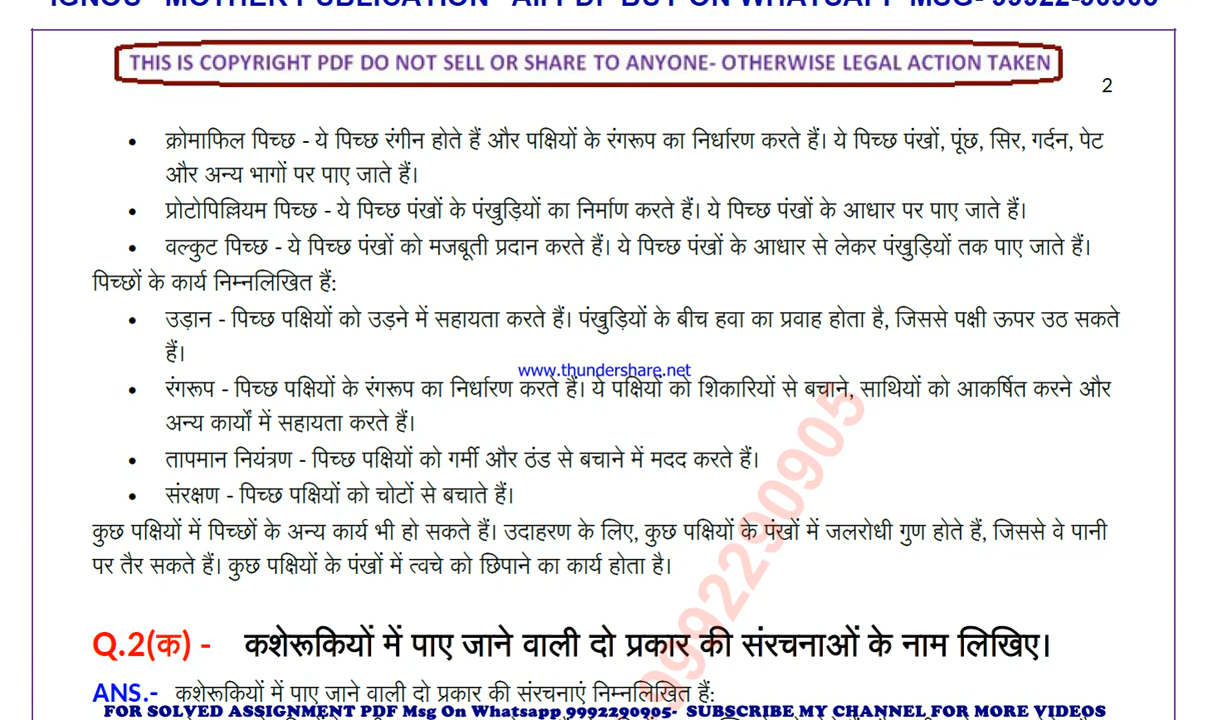 THIS IS COPYRIGHT PDF DO NOT SELL OR SHARE TO ANYONE- OTHERWISE LEGAL ACTION TAKEN
2
• क्रोमाफिल पिच्छ - ये पिच्छ रंगीन होते हैं और पक्षियों के रंगरूप का निर्धारण करते हैं। ये पिच्छ पंखों, पूंछ, सिर, गर्दन, पेट
और अन्य भागों पर पाए जाते हैं।
• प्रोटोपिल्लियम पिच्छ - ये पिच्छ पंखों के पंखुड़ियों का निर्माण करते हैं। ये पिच्छ पंखों के आधार पर पाए जाते हैं।
• वल्कुट पिच्छ - ये पिच्छ पंखों को मजबूती प्रदान करते हैं। ये पिच्छ पंखों के आधार से लेकर पंखुड़ियों तक पाए जाते हैं।
पिच्छों के कार्य निम्नलिखित हैं:
• उड़ान - पिच्छ पक्षियों को उड़ने में सहायता करते हैं। पंखुड़ियों के बीच हवा का प्रवाह होता है, जिससे पक्षी ऊपर उठ सकते
हैं।
www.thundershare.net
• रंगरूप - पिच्छ पक्षियों के रंगरूप का निर्धारण करते हैं। ये पक्षियों को शिकारियों से बचाने, साथियों को आकर्षित करने और
अन्य कार्यों में सहायता करते हैं।
• तापमान नियंत्रण - पिच्छ पक्षियों को गर्मी और ठंड से बचाने में मदद करते हैं।
• संरक्षण - पिच्छ पक्षियों को चोटों से बचाते हैं।
कुछ पक्षियों में पिच्छों के अन्य कार्य भी हो सकते हैं। उदाहरण के लिए, कुछ पक्षियों के पंखों में जलरोधी गुण होते हैं, जिससे वे पानी
पर तैर सकते हैं। कुछ पक्षियों के पंखों में त्वचे को छिपाने का कार्य होता है।
9992290905
Q.2(क) - कशेरूकियों में पाए जाने वाली दो प्रकार की संरचनाओं के नाम लिखिए।
ANS.- कशेरूकियों में पाए जाने वाली दो प्रकार की संरचनाएं निम्नलिखित हैं:
FOR SOLVED ASSIGNMENT PDF Msg On Whatsapp 9992290905- SUBSCRIBE MY CHANNEL FOR MORE VIDEOS